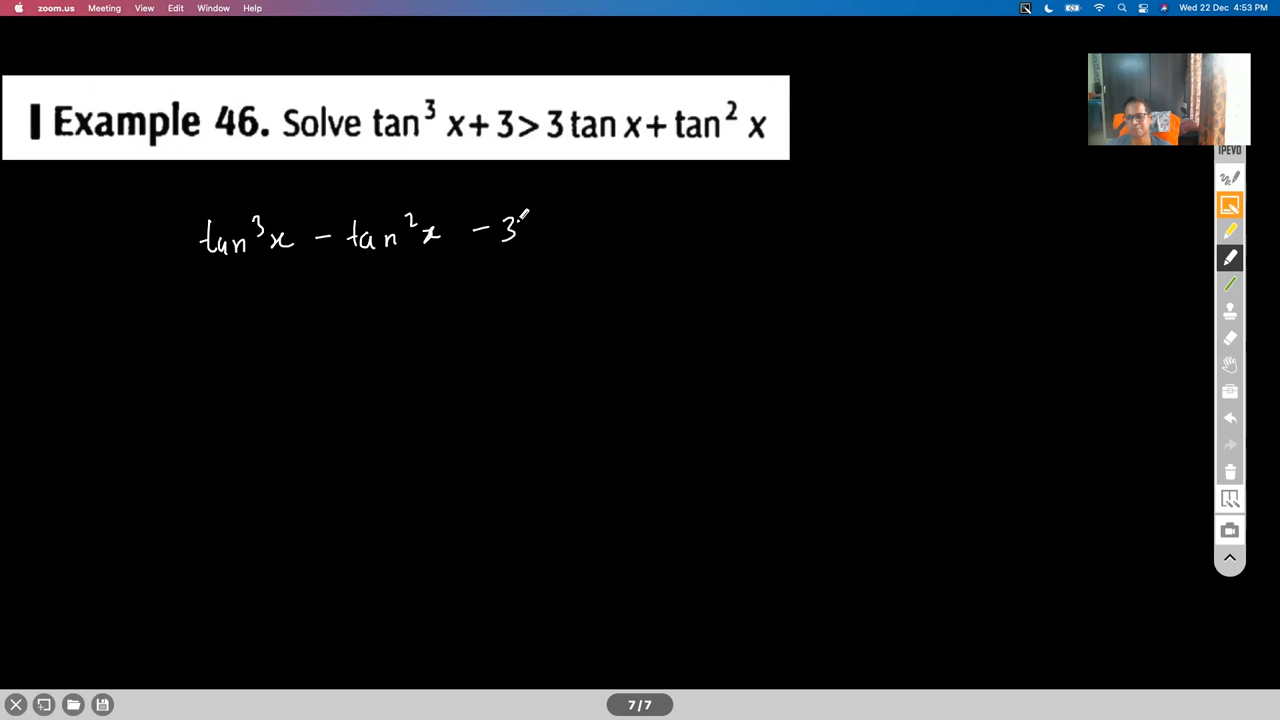 zoom.us Meeting View Edit Window Help Wed 22 Dec 4:53 PM
Example 46. Solve tan³ x + 3 > 3 tan x + tan² x
IPEVO
tan³x - tan²x - 3
7/7